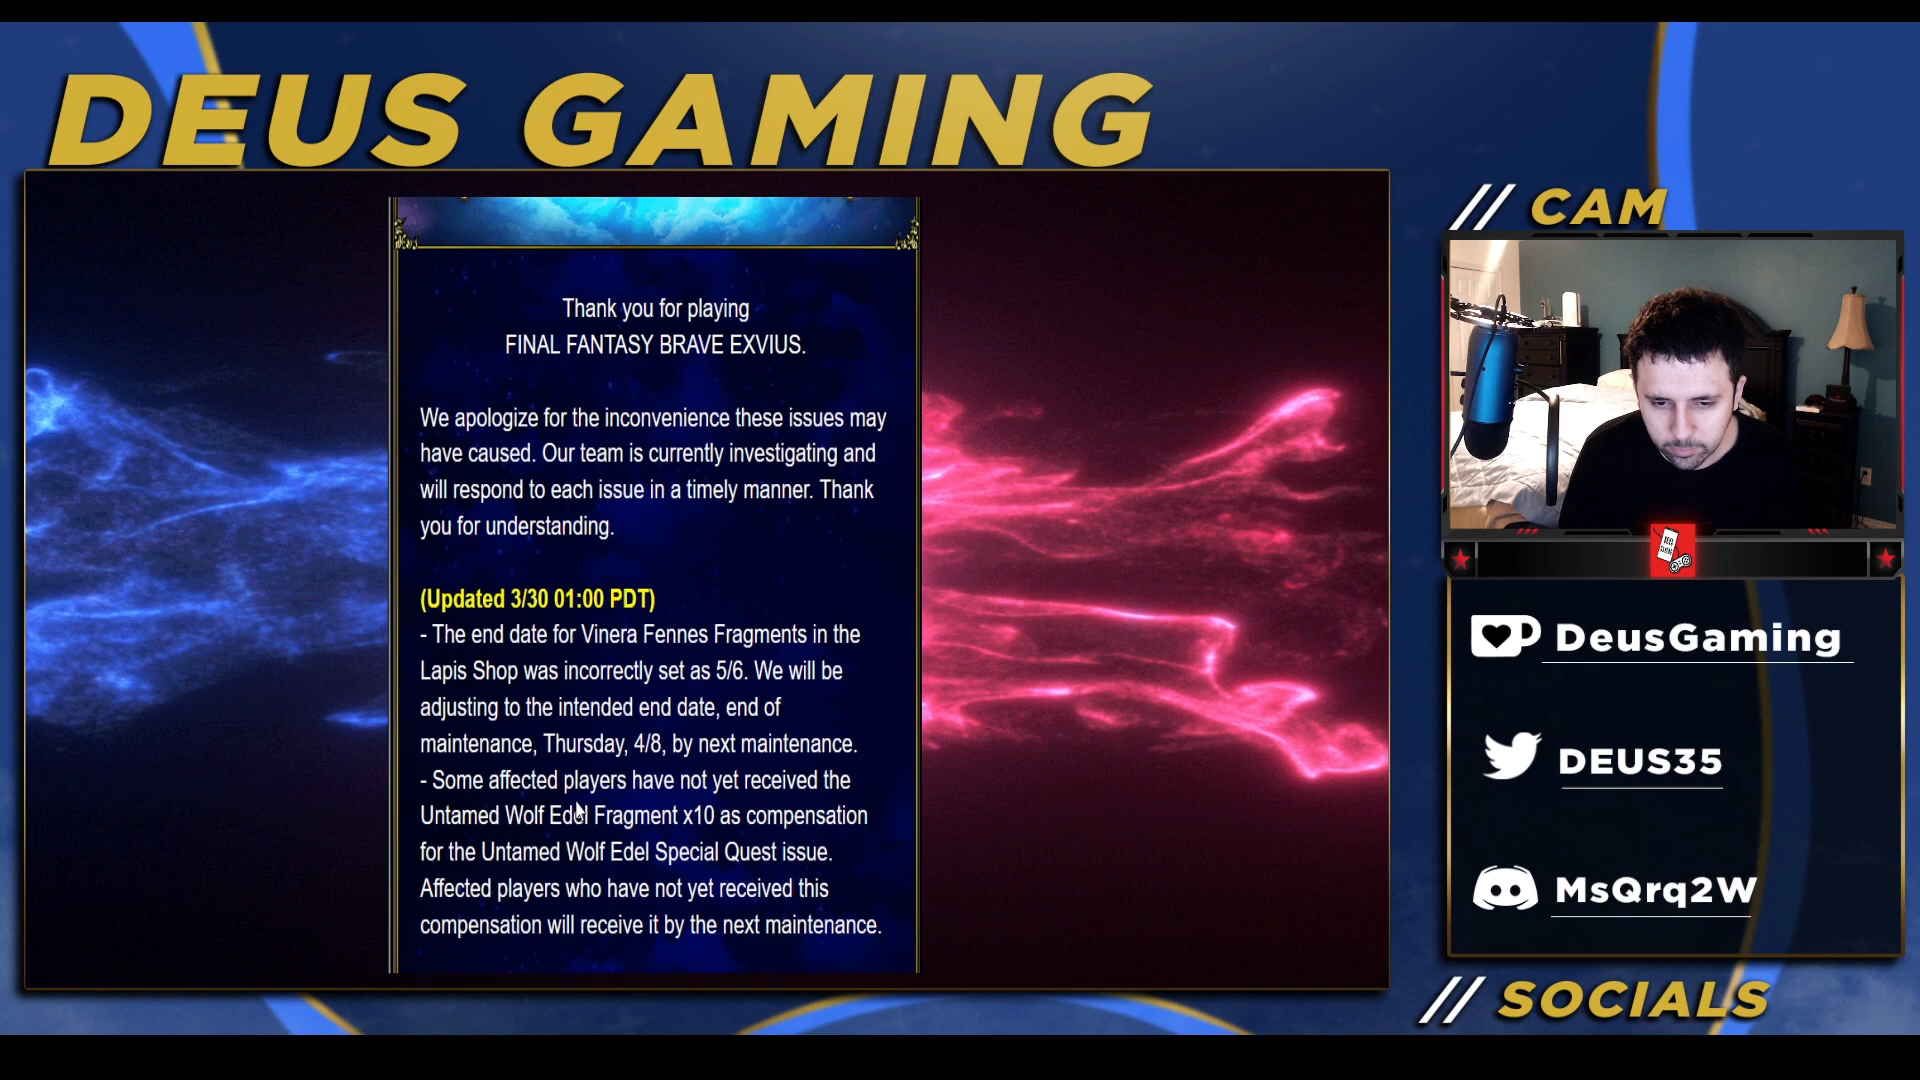 DEUS GAMING
// CAM
Thank you for playing
FINAL FANTASY BRAVE EXVIUS.
We apologize for the inconvenience these issues may
have caused. Our team is currently investigating and
will respond to each issue in a timely manner. Thank
you for understanding.
(Updated 3/30 01:00 PDT)
- The end date for Vinera Fennes Fragments in the
Lapis Shop was incorrectly set as 5/6. We will be
adjusting to the intended end date, end of
maintenance, Thursday, 4/8, by next maintenance.
- Some affected players have not yet received the
Untamed Wolf Edel Fragment x10 as compensation
for the Untamed Wolf Edel Special Quest issue.
Affected players who have not yet received this
compensation will receive it by the next maintenance.
DeusGaming
DEUS35
MsQrq2W
// SOCIALS